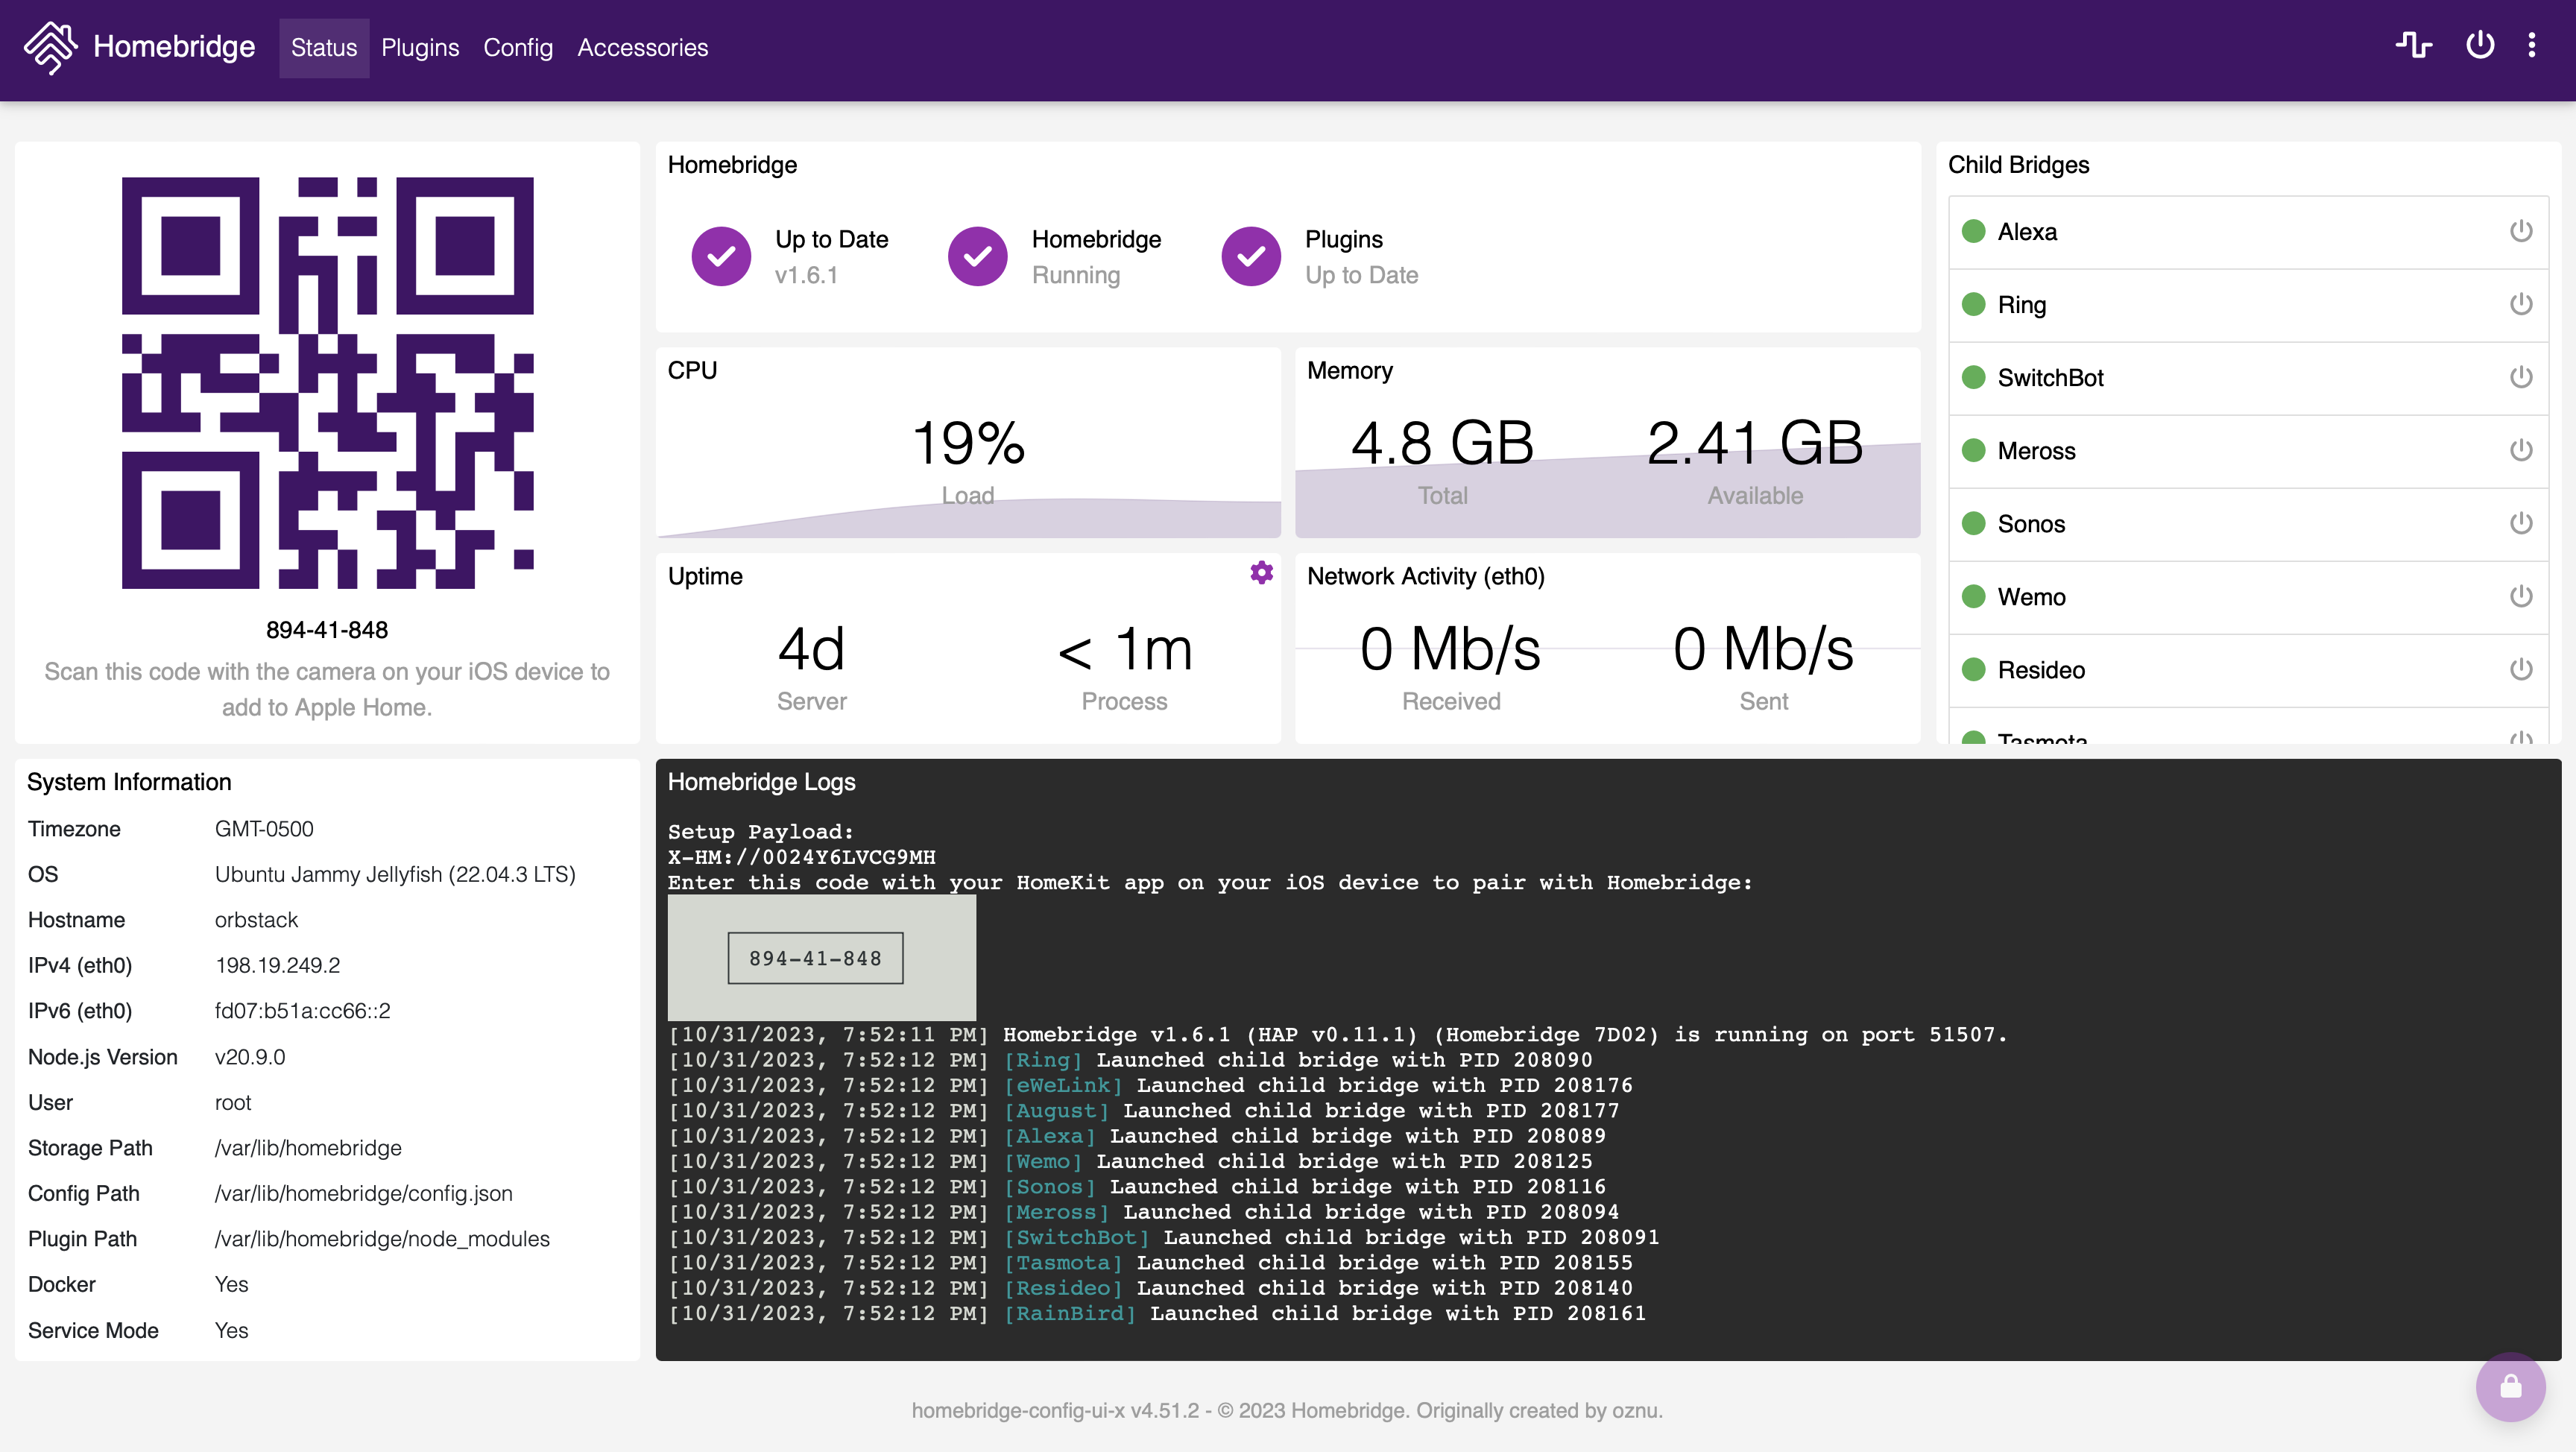 Homebridge Status Plugins Config Accessories
894-41-848
Scan this code with the camera on your iOS device to
add to Apple Home.
Homebridge
Up to Date
v1.6.1
Homebridge
Running
Plugins
Up to Date
CPU
19%
Load
Memory
4.8 GB
Total
2.41 GB
Available
Uptime
4d
Server
< 1m
Process
Network Activity (eth0)
0 Mb/s
Received
0 Mb/s
Sent
Child Bridges
Alexa
Ring
SwitchBot
Meross
Sonos
Wemo
Resideo
Tasmota
System Information
Timezone GMT-0500
OS Ubuntu Jammy Jellyfish (22.04.3 LTS)
Hostname orbstack
IPv4 (eth0) 198.19.249.2
IPv6 (eth0) fd07:b51a:cc66::2
Node.js Version v20.9.0
User root
Storage Path /var/lib/homebridge
Config Path /var/lib/homebridge/config.json
Plugin Path /var/lib/homebridge/node_modules
Docker Yes
Service Mode Yes
Homebridge Logs
Setup Payload:
X-HM://0024Y6LVCG9MH
Enter this code with your HomeKit app on your iOS device to pair with Homebridge:
894-41-848
[10/31/2023, 7:52:11 PM] Homebridge v1.6.1 (HAP v0.11.1) (Homebridge 7D02) is running on port 51507.
[10/31/2023, 7:52:12 PM] [Ring] Launched child bridge with PID 208090
[10/31/2023, 7:52:12 PM] [eWeLink] Launched child bridge with PID 208176
[10/31/2023, 7:52:12 PM] [August] Launched child bridge with PID 208177
[10/31/2023, 7:52:12 PM] [Alexa] Launched child bridge with PID 208089
[10/31/2023, 7:52:12 PM] [Wemo] Launched child bridge with PID 208125
[10/31/2023, 7:52:12 PM] [Sonos] Launched child bridge with PID 208116
[10/31/2023, 7:52:12 PM] [Meross] Launched child bridge with PID 208094
[10/31/2023, 7:52:12 PM] [SwitchBot] Launched child bridge with PID 208091
[10/31/2023, 7:52:12 PM] [Tasmota] Launched child bridge with PID 208155
[10/31/2023, 7:52:12 PM] [Resideo] Launched child bridge with PID 208140
[10/31/2023, 7:52:12 PM] [RainBird] Launched child bridge with PID 208161
homebridge-config-ui-x v4.51.2 - © 2023 Homebridge. Originally created by oznu.